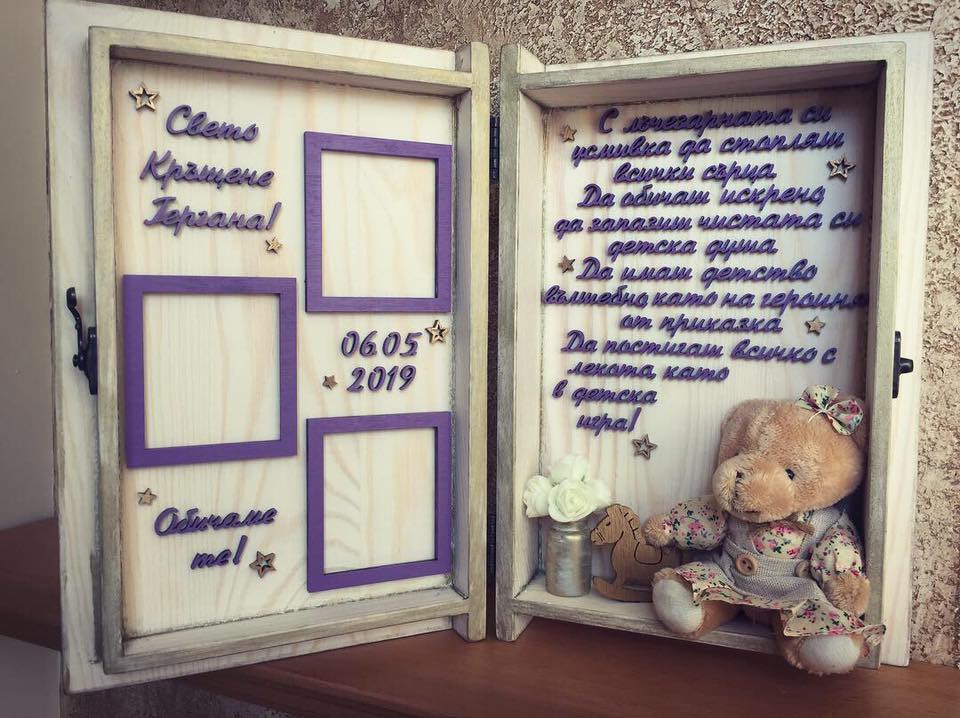 Свето
Кръщене
Гергана!
06.05
2019
Обичаме
те!
С лъчезарната си
усмивка да стопляш
всички сърца
Да обичаш искрено,
да запазиш чистата си
детска душа
Да имаш детство
вълшебно, като на героиня
от приказка
Да постигаш всичко с
лекота, като
в детска
игра!